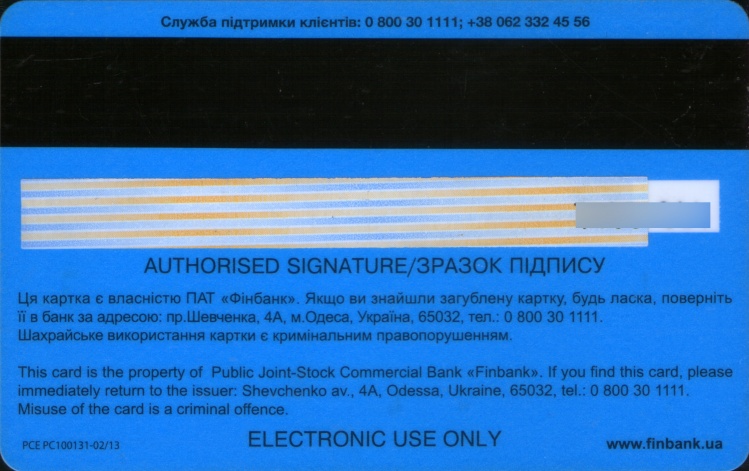 Служба підтримки клієнтів: 0 800 30 1111; +38 062 332 45 56
AUTHORISED SIGNATURE/ЗРАЗОК ПІДПИСУ
Ця картка є власністю ПАТ «Фінбанк». Якщо ви знайшли загублену картку, будь ласка, поверніть
її в банк за адресою: пр.Шевченка, 4А, м.Одеса, Україна, 65032, тел.: 0 800 30 1111.
Шахрайське використання картки є кримінальним правопорушенням.
This card is the property of Public Joint-Stock Commercial Bank «Finbank». If you find this card, please
immediately return to the issuer: Shevchenko av., 4A, Odessa, Ukraine, 65032, tel.: 0 800 30 1111.
Misuse of the card is a criminal offence.
PCE PC100131-02/13 ELECTRONIC USE ONLY www.finbank.ua